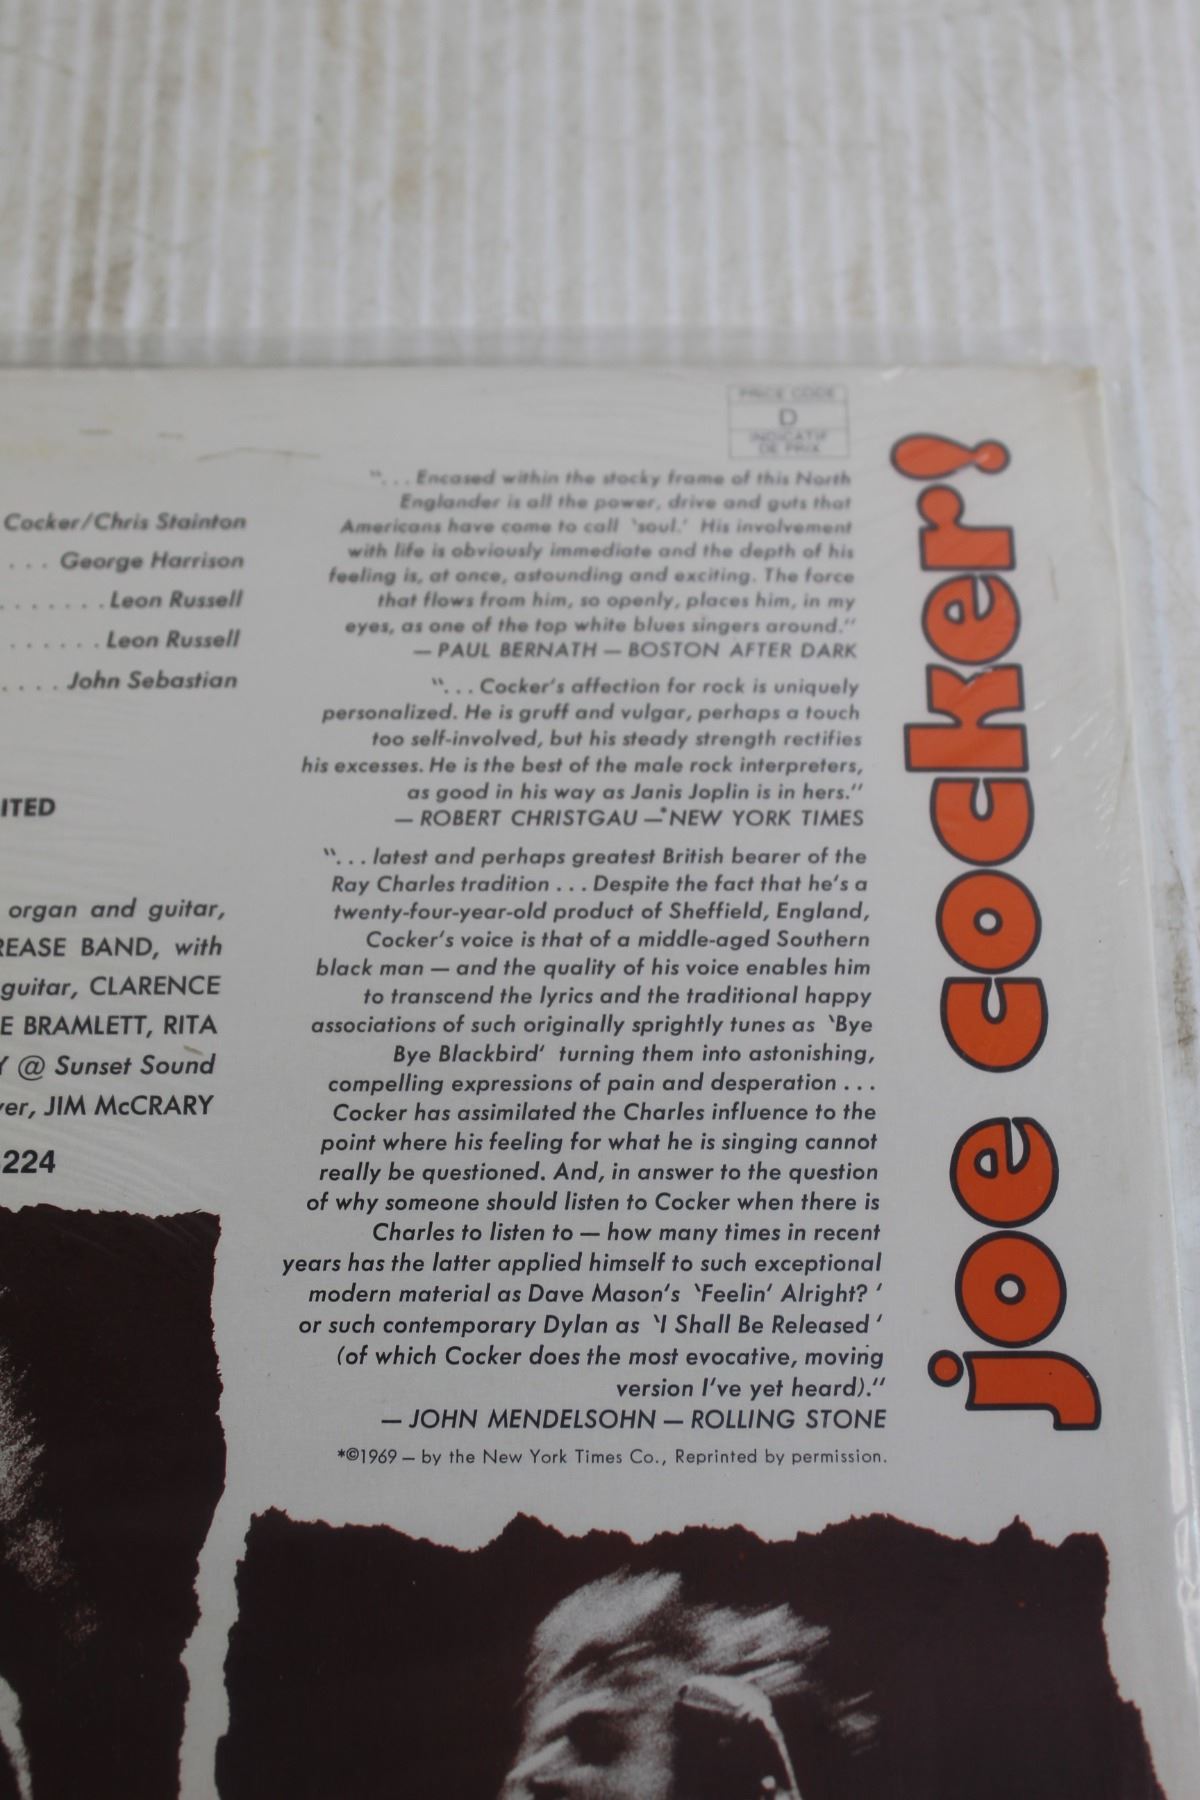 PRICE CODE
D
INDICATIF
DE PRIX
Cocker/Chris Stainton
. . . George Harrison
. . . . . . . Leon Russell
. . . . . . Leon Russell
. . . . John Sebastian
ITED
organ and guitar,
REASE BAND, with
guitar, CLARENCE
E BRAMLETT, RITA
Y @ Sunset Sound
ver, JIM McCRARY
224
“. . . Encased within the stocky frame of this North
Englander is all the power, drive and guts that
Americans have come to call ‘soul.’ His involvement
with life is obviously immediate and the depth of his
feeling is, at once, astounding and exciting. The force
that flows from him, so openly, places him, in my
eyes, as one of the top white blues singers around.”
— PAUL BERNATH — BOSTON AFTER DARK
“. . . Cocker’s affection for rock is uniquely
personalized. He is gruff and vulgar, perhaps a touch
too self-involved, but his steady strength rectifies
his excesses. He is the best of the male rock interpreters,
as good in his way as Janis Joplin is in hers.”
— ROBERT CHRISTGAU —*NEW YORK TIMES
“. . . latest and perhaps greatest British bearer of the
Ray Charles tradition . . . Despite the fact that he’s a
twenty-four-year-old product of Sheffield, England,
Cocker’s voice is that of a middle-aged Southern
black man — and the quality of his voice enables him
to transcend the lyrics and the traditional happy
associations of such originally sprightly tunes as ‘Bye
Bye Blackbird’ turning them into astonishing,
compelling expressions of pain and desperation . . .
Cocker has assimilated the Charles influence to the
point where his feeling for what he is singing cannot
really be questioned. And, in answer to the question
of why someone should listen to Cocker when there is
Charles to listen to — how many times in recent
years has the latter applied himself to such exceptional
modern material as Dave Mason’s ‘Feelin’ Alright? ’
or such contemporary Dylan as ‘I Shall Be Released ’
(of which Cocker does the most evocative, moving
version I’ve yet heard).”
— JOHN MENDELSOHN — ROLLING STONE
*©1969 — by the New York Times Co., Reprinted by permission.
joe cocker!